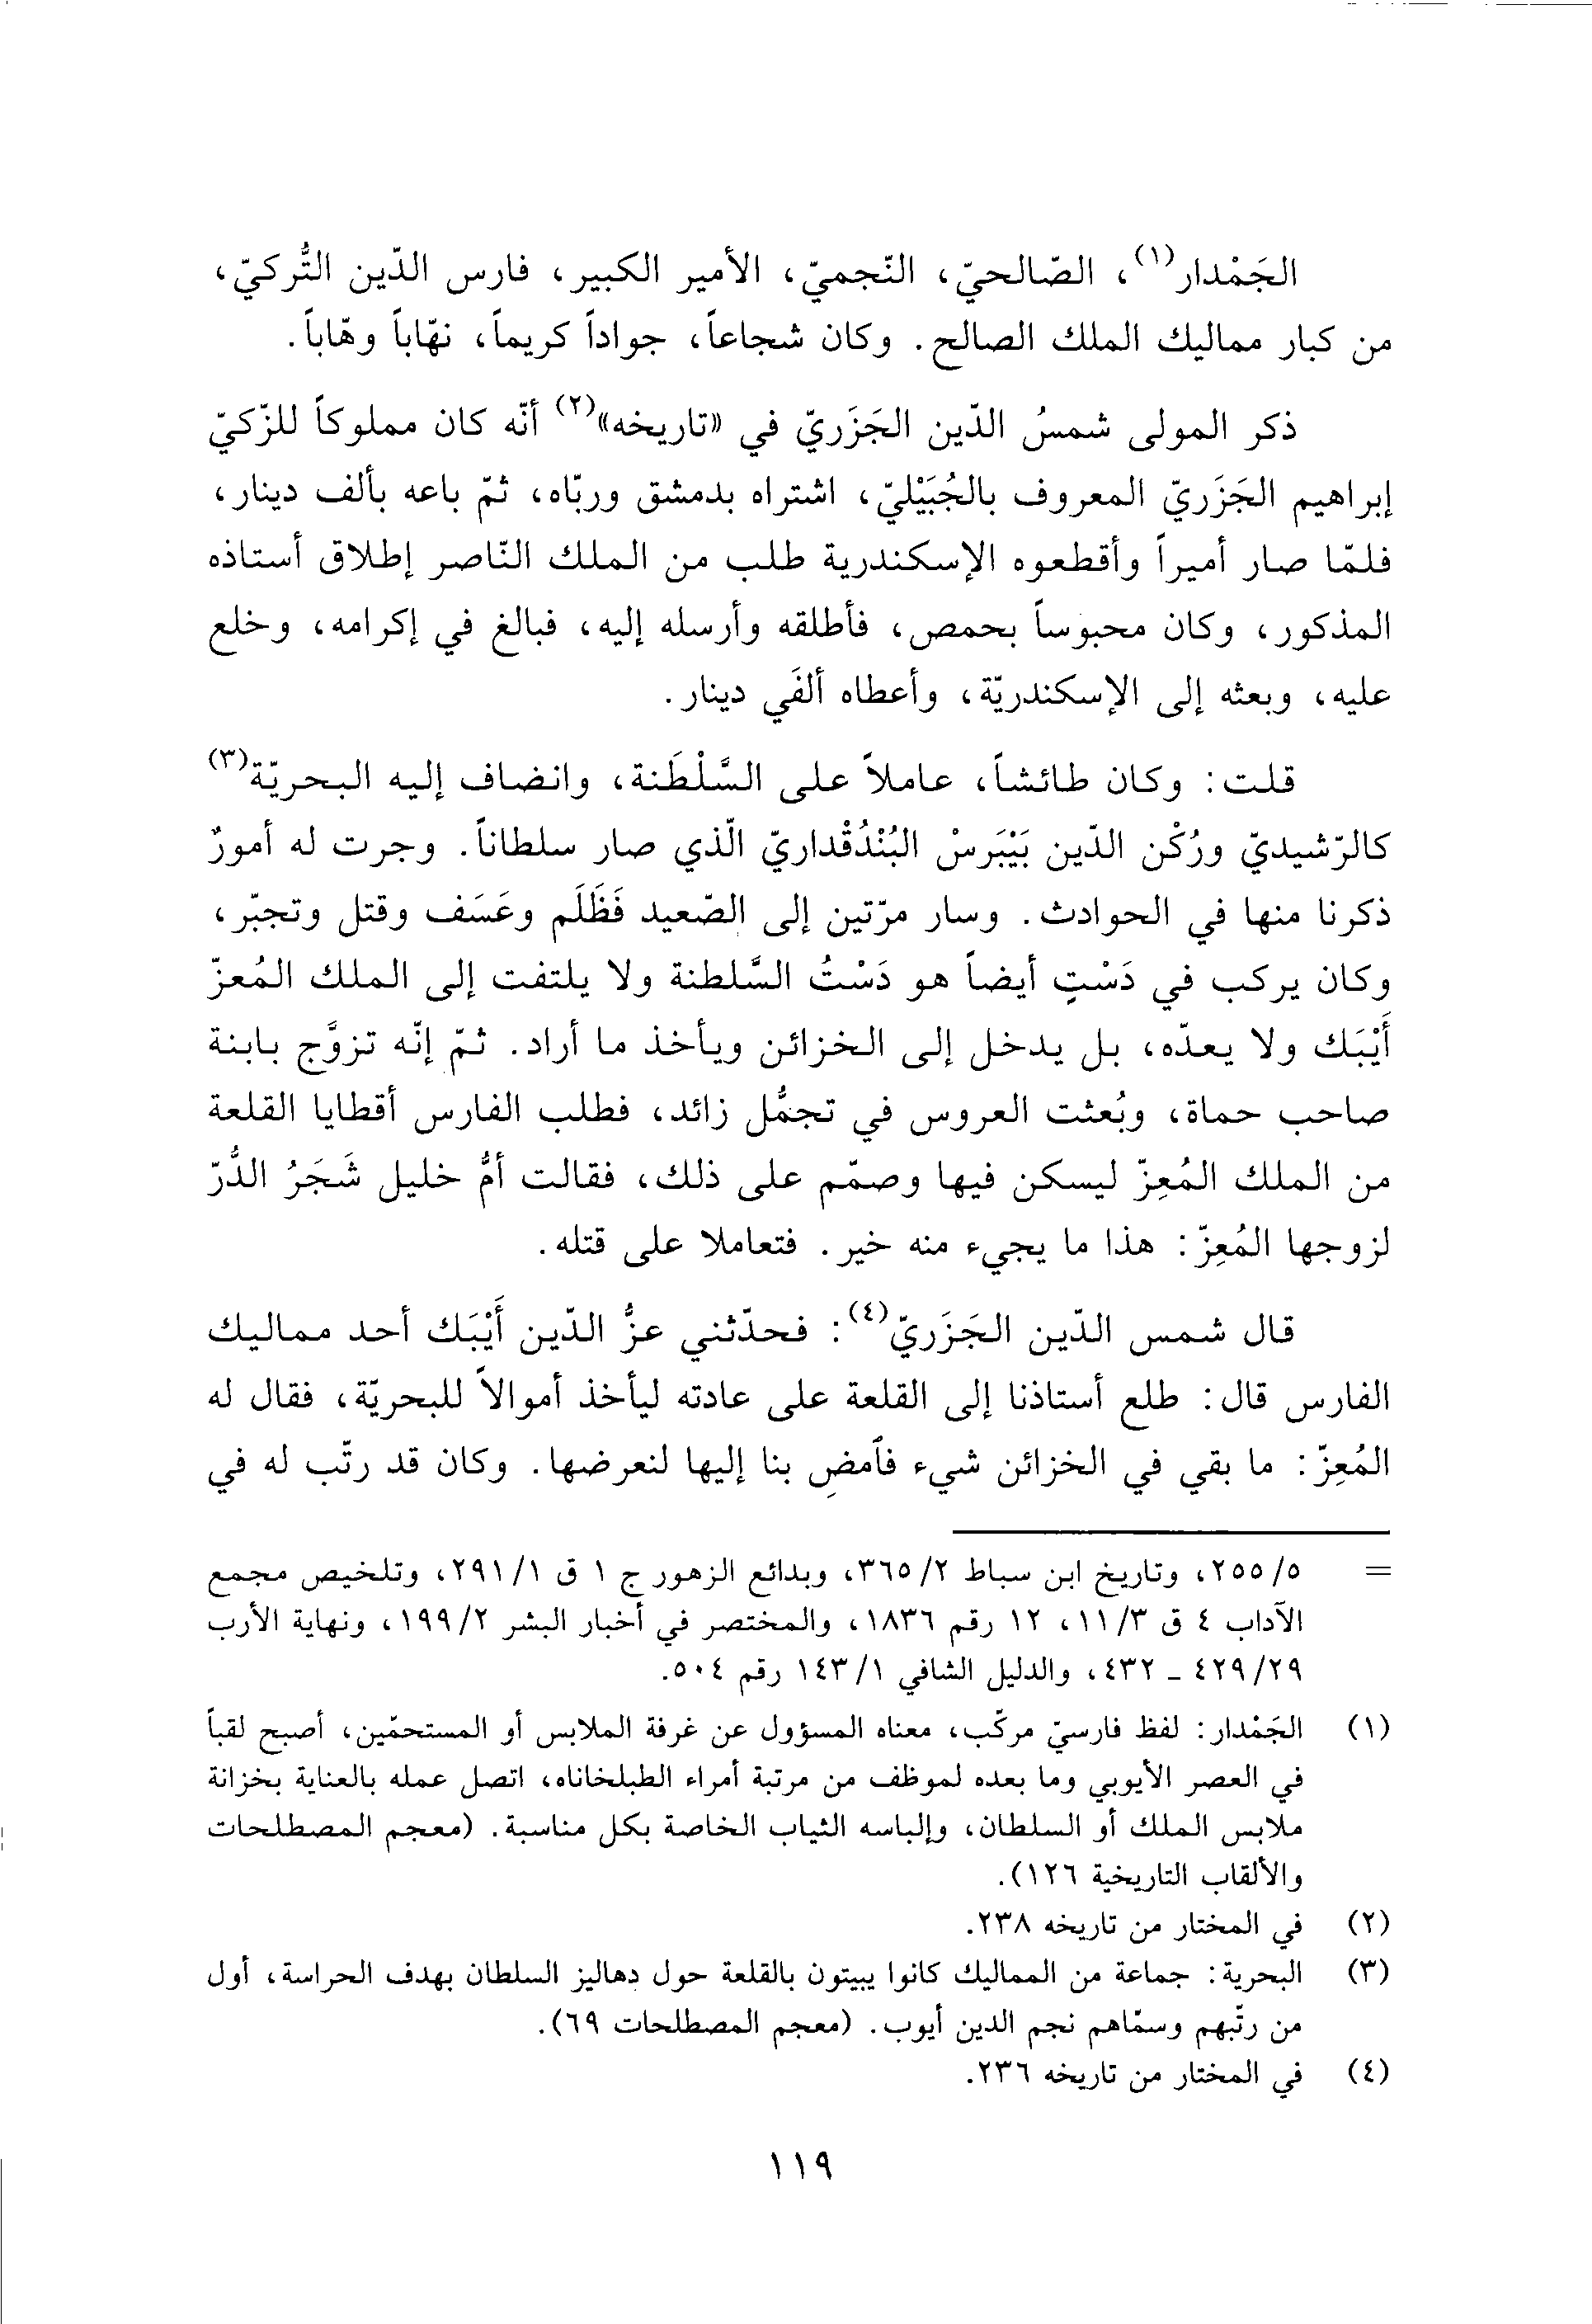 الجَمْدار(١)، الصّالحيّ، النّجميّ، الأمير الكبير، فارس الدّين التُّركيّ،
من كبار مماليك الملك الصالح. وكان شجاعاً، جواداً كريماً، نهّاباً وهّاباً.
ذكر المولى شمسُ الدّين الجَزَريّ في «تاريخه»(٢) أنّه كان مملوكاً للزّكيّ
إبراهيم الجَزَريّ المعروف بالجُبَيْليّ، اشتراه بدمشق وربّاه، ثمّ باعه بألف دينار،
فلمّا صار أميراً وأقطعوه الإسكندرية طلب من الملك النّاصر إطلاق أستاذه
المذكور، وكان محبوساً بحمص، فأطلقه وأرسله إليه، فبالغ في إكرامه، وخلع
عليه، وبعثه إلى الإسكندريّة، وأعطاه ألفَي دينار.
قلت: وكان طائشاً، عاملاً على السَّلْطَنة، وانضاف إليه البحريّة(٣)
كالرّشيديّ ورُكْن الدّين بَيْبَرسْ البُنْدُقْداريّ الّذي صار سلطاناً. وجرت له أمورٌ
ذكرنا منها في الحوادث. وسار مرّتين إلى الصّعيد فَظَلَم وعَسَف وقتل وتجبّر،
وكان يركب في دَسْتٍ أيضاً هو دَسْتُ السَّلطنة ولا يلتفت إلى الملك المُعزّ
أَيْبَك ولا يعدّه، بل يدخل إلى الخزائن ويأخذ ما أراد. ثمّ إنّه تزوَّج بابنة
صاحب حماة، وبُعثت العروس في تجمُّل زائد، فطلب الفارس أقطايا القلعة
من الملك المُعِزّ ليسكن فيها وصمّم على ذلك، فقالت أمُّ خليل شَجَرُ الدُّرّ
لزوجها المُعِزّ: هذا ما يجيء منه خير. فتعاملا على قتله.
قال شمس الدّين الجَزَريّ(٤): فحدّثني عزُّ الدّين أَيْبَك أحد مماليك
الفارس قال: طلع أستاذنا إلى القلعة على عادته ليأخذ أموالاً للبحريّة، فقال له
المُعِزّ: ما بقي في الخزائن شيء فاَمضِ بنا إليها لنعرضها. وكان قد رتّب له في
= ٥/ ٢٥٥، وتاريخ ابن سباط ٢/ ٣٦٥، وبدائع الزهور ج ١ ق ١/ ٢٩١، وتلخيص مجمع
الآداب ٤ ق ٣/ ١١، ١٢ رقم ١٨٣٦، والمختصر في أخبار البشر ٢/ ١٩٩، ونهاية الأرب
٢٩/ ٤٢٩ ـ ٤٣٢، والدليل الشافي ١/ ١٤٣ رقم ٥٠٤.
(١) الجَمْدار: لفظ فارسيّ مركّب، معناه المسؤول عن غرفة الملابس أو المستحمّين، أصبح لقباً
في العصر الأيوبي وما بعده لموظف من مرتبة أمراء الطبلخاناه، اتصل عمله بالعناية بخزانة
ملابس الملك أو السلطان، وإلباسه الثياب الخاصة بكل مناسبة. (معجم المصطلحات
والألقاب التاريخية ١٢٦).
(٢) في المختار من تاريخه ٢٣٨.
(٣) البحرية: جماعة من المماليك كانوا يبيتون بالقلعة حول دهاليز السلطان بهدف الحراسة، أول
من رتّبهم وسمّاهم نجم الدين أيوب. (معجم المصطلحات ٦٩).
(٤) في المختار من تاريخه ٢٣٦.
١١٩